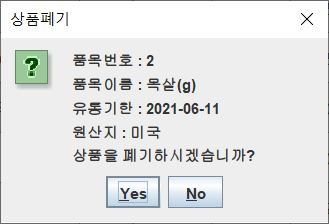 상품폐기
?
품목번호 : 2
품목이름 : 목살(g)
유통기한 : 2021-06-11
원산지 : 미국
상품을 폐기하시겠습니까?
Yes No